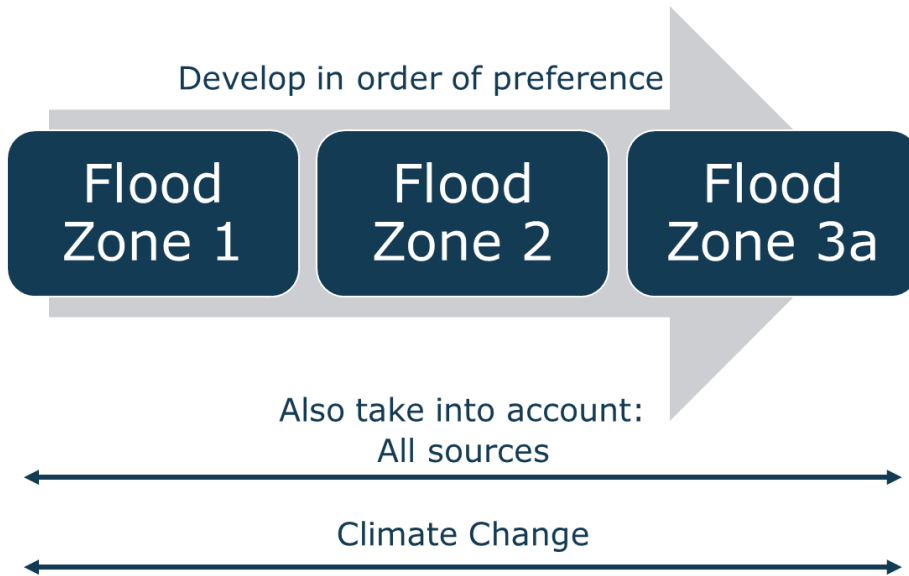 Develop in order of preference
Flood
Zone 1
Flood
Zone 2
Flood
Zone 3a
Also take into account:
All sources
Climate Change